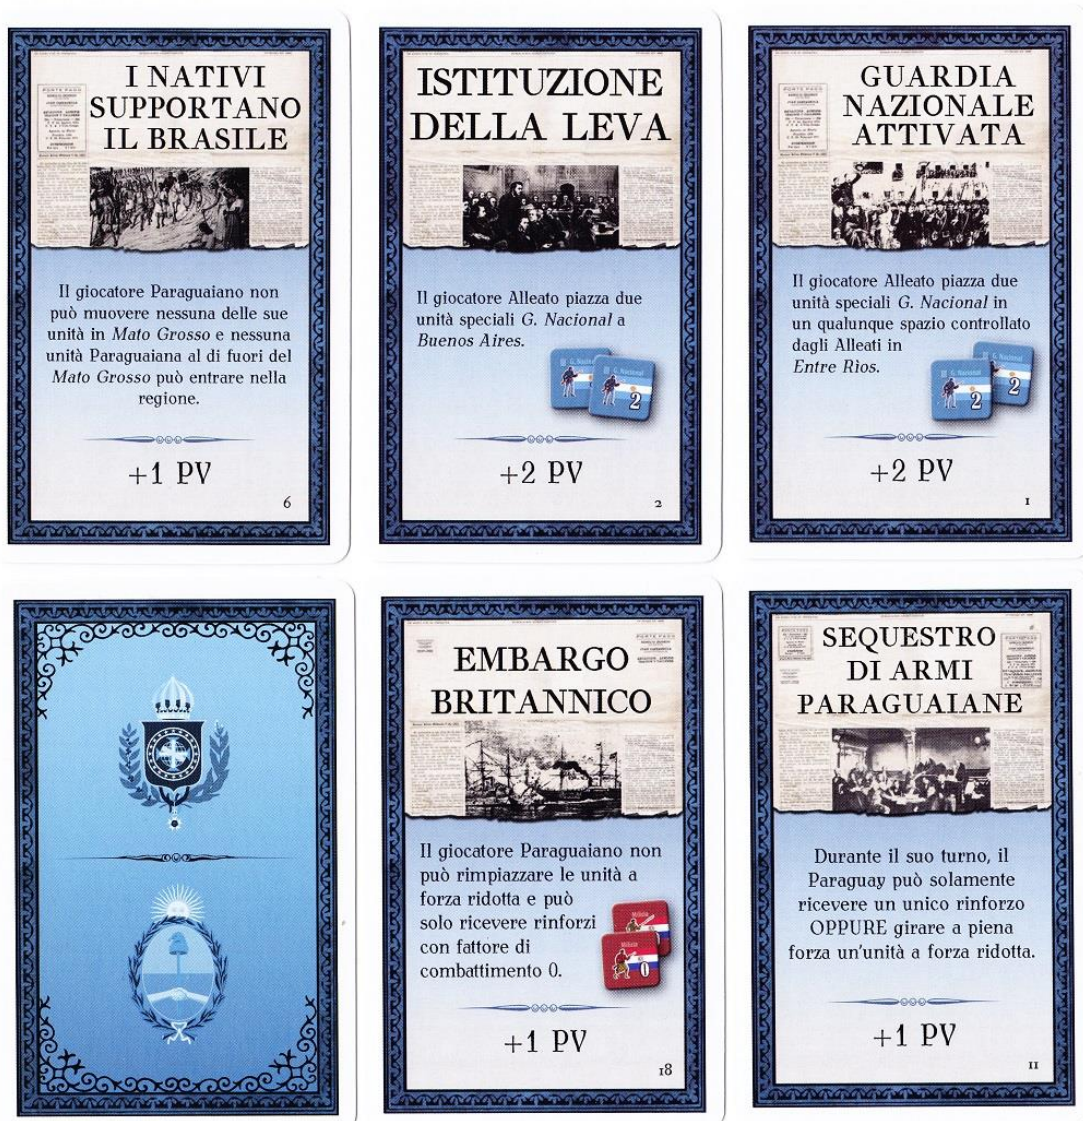 I NATIVI
SUPPORTANO
IL BRASILE
Il giocatore Paraguaiano non
può muovere nessuna delle sue
unità in Mato Grosso e nessuna
unità Paraguaiana al di fuori del
Mato Grosso può entrare nella
regione.
+1 PV
6
ISTITUZIONE
DELLA LEVA
Il giocatore Alleato piazza due
unità speciali G. Nacional a
Buenos Aires.
G. Nacional
2
+2 PV
2
GUARDIA
NAZIONALE
ATTIVATA
Il giocatore Alleato piazza due
unità speciali G. Nacional in
un qualunque spazio controllato
dagli Alleati in
Entre Rìos.
G. Nacional
2
2
+2 PV
1
EMBARGO
BRITANNICO
PORTE PAGO
Il giocatore Paraguaiano non
può rimpiazzare le unità a
forza ridotta e può
solo ricevere rinforzi
con fattore di
combattimento 0.
0
+1 PV
18
SEQUESTRO
DI ARMI
PARAGUAIANE
Durante il suo turno, il
Paraguay può solamente
ricevere un unico rinforzo
OPPURE girare a piena
forza un'unità a forza ridotta.
+1 PV
11